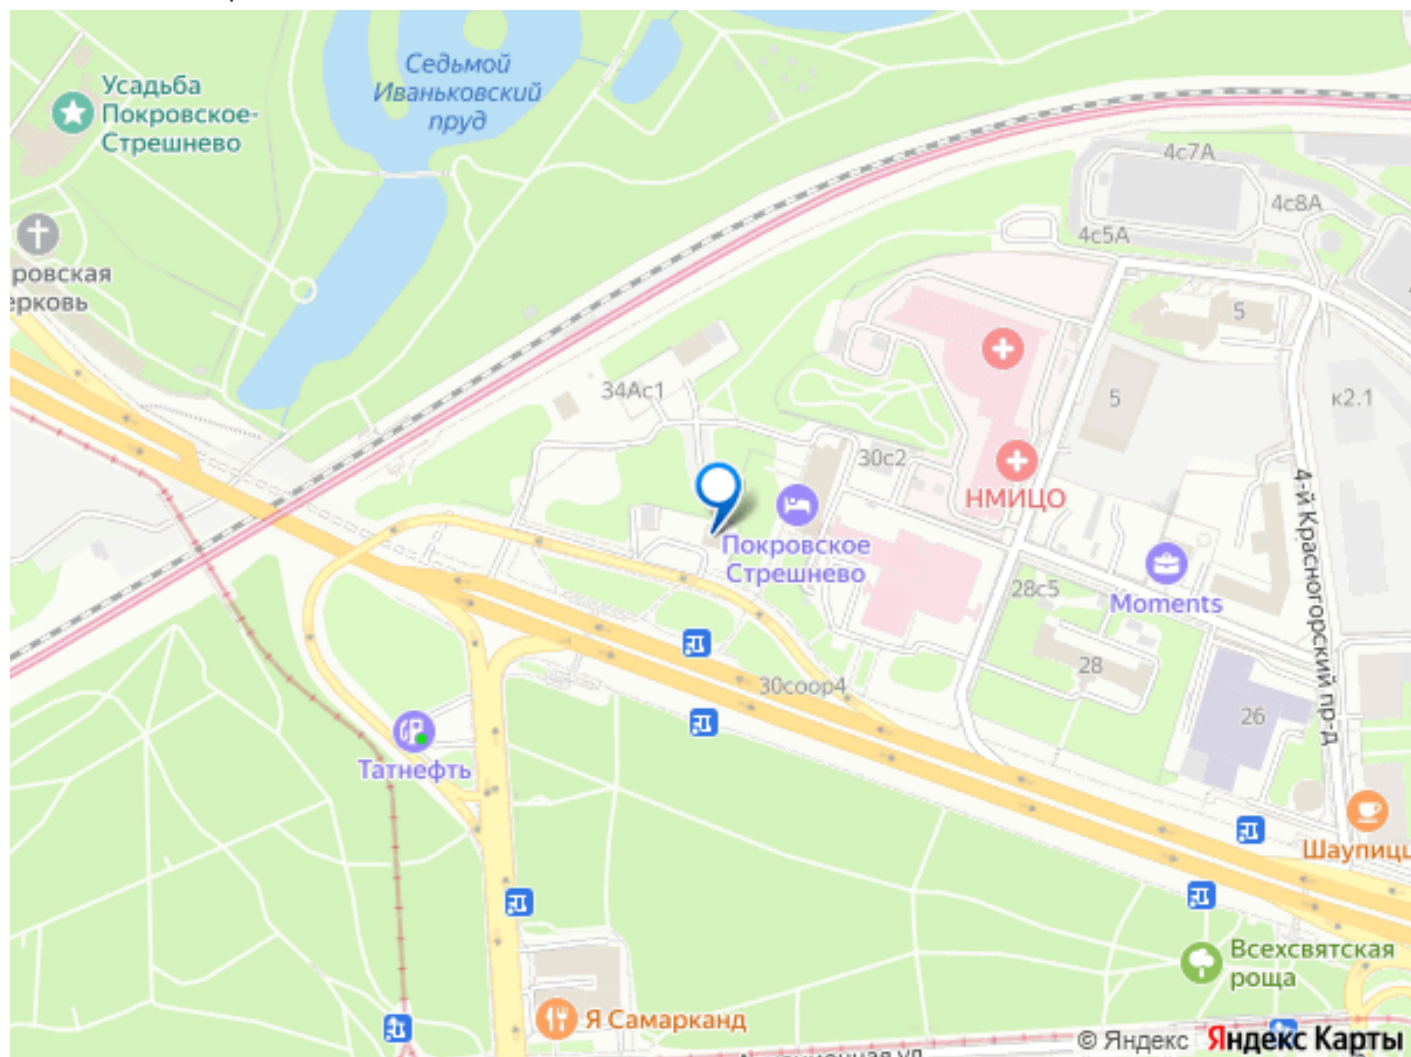 Седьмой
Иваньковский
пруд
Усадьба
Покровское-
Стрешнево
4с7А
4с8А
4с5А
ровская
ерковь
5
34Ас1
5
к2.1
30с2
НМИЦО
4-й Красногорский пр-д
Покровское
Стрешнево
28с5
Moments
28
30соор4
26
Татнефть
Шаупицц
Всехсвятская
роща
Я Самарканд
© Яндекс Яндекс Карты